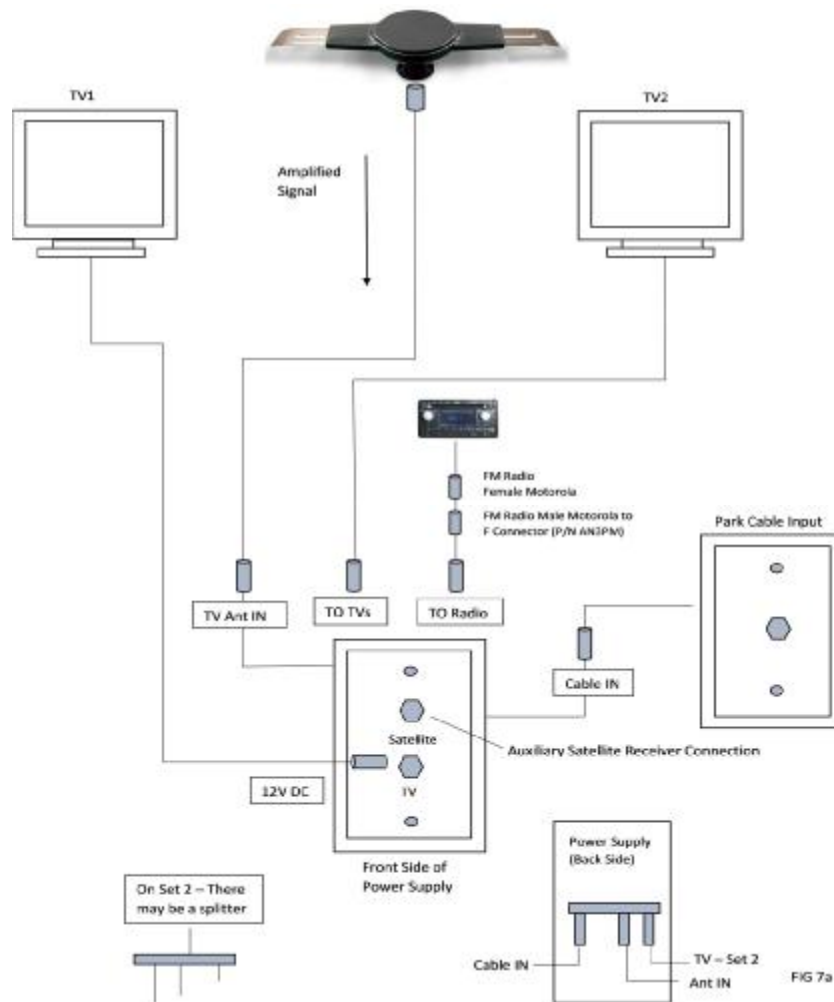 TV1
TV2
Amplified
Signal
FM Radio
Female Motorola
FM Radio Male Motorola to
F Connector (P/N AN3PM)
Park Cable Input
TV Ant IN
TO TVs
TO Radio
Cable IN
Satellite
Auxiliary Satellite Receiver Connection
12V DC
TV
Front Side of
Power Supply
On Set 2 – There
may be a splitter
Power Supply
(Back Side)
Cable IN
TV – Set 2
Ant IN
FIG 7a